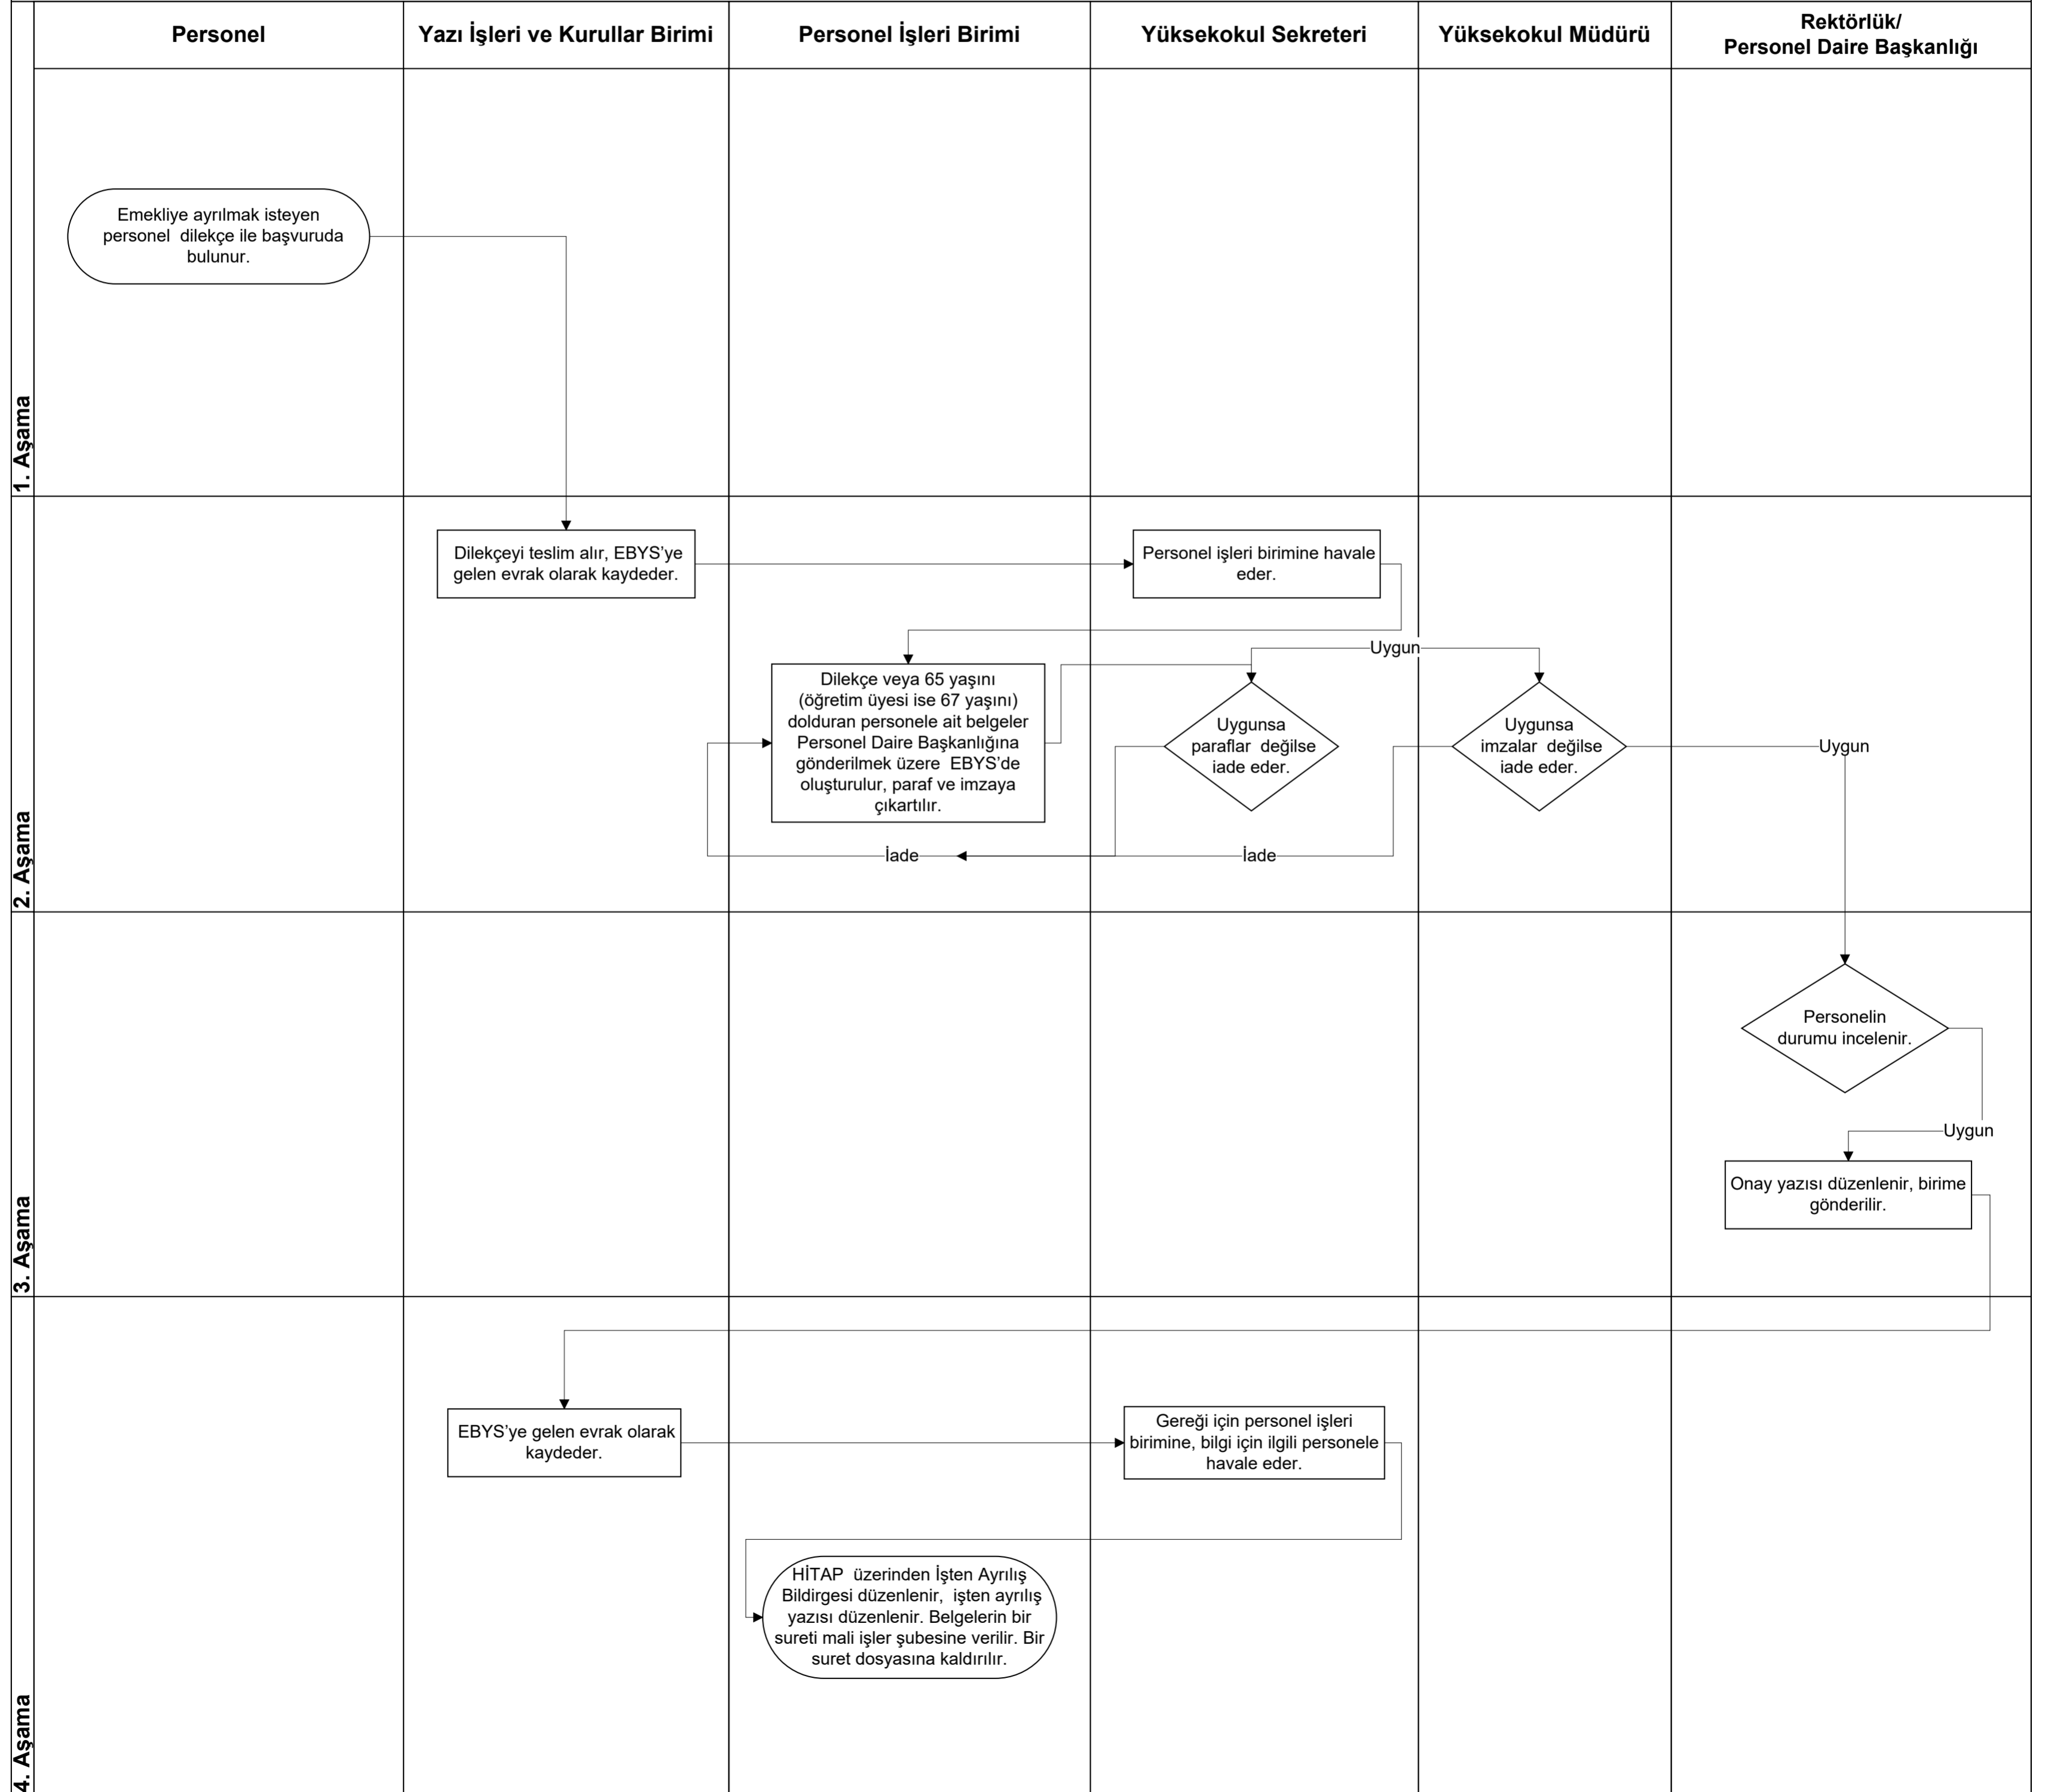 Personel
Yazı İşleri ve Kurullar Birimi
Personel İşleri Birimi
Yüksekokul Sekreteri
Yüksekokul Müdürü
Rektörlük/
Personel Daire Başkanlığı
1. Aşama
Emekliye ayrılmak isteyen
personel dilekçe ile başvuruda
bulunur.
2. Aşama
Dilekçeyi teslim alır, EBYS’ye
gelen evrak olarak kaydeder.
Personel işleri birimine havale
eder.
Dilekçe veya 65 yaşını
(öğretim üyesi ise 67 yaşını)
dolduran personele ait belgeler
Personel Daire Başkanlığına
gönderilmek üzere EBYS’de
oluşturulur, paraf ve imzaya
çıkartılır.
Uygun
Uygunsa
paraflar değilse
iade eder.
Uygunsa
imzalar değilse
iade eder.
Uygun
İade
İade
3. Aşama
Personelin
durumu incelenir.
Uygun
Onay yazısı düzenlenir, birime
gönderilir.
4. Aşama
EBYS’ye gelen evrak olarak
kaydeder.
Gereği için personel işleri
birimine, bilgi için ilgili personele
havale eder.
HİTAP üzerinden İşten Ayrılış
Bildirgesi düzenlenir, işten ayrılış
yazısı düzenlenir. Belgelerin bir
sureti mali işler şubesine verilir. Bir
suret dosyasına kaldırılır.